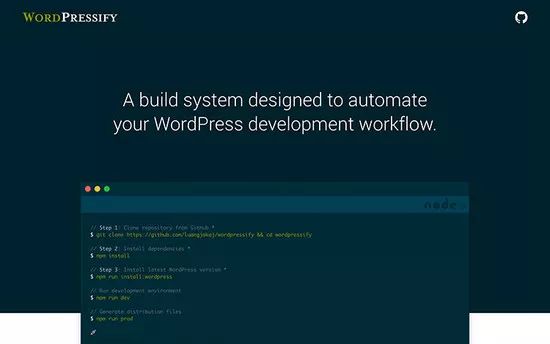 WORDPRESSIFY
A build system designed to automate
your WordPress development workflow.
node
// Step 1: Clone repository from GitHub *
$ git clone https://github.com/luangjokaj/wordpressify && cd wordpressify
// Step 2: Install dependencies *
$ npm install
// Step 3: Install latest WordPress version *
$ npm run install:wordpress
// Run development environment
$ npm run dev
// Generate distribution files
$ npm run prod